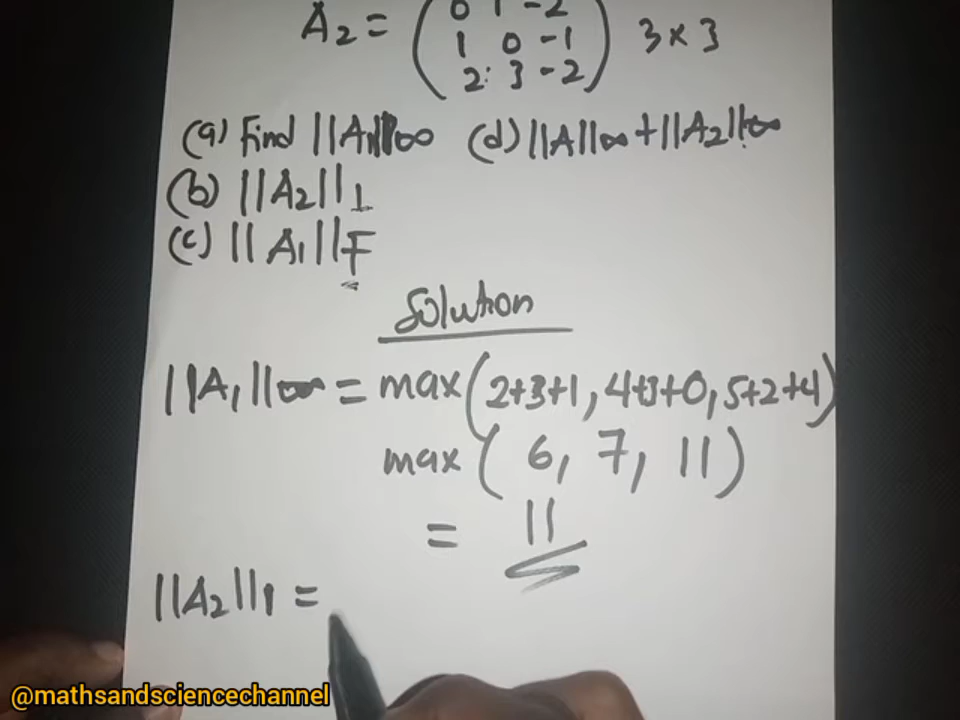 0 1 -2
A2 = ( 1 0 -1 ) 3 × 3
2 3 -2
(a) Find ||A1||∞ (d) ||A||∞ + ||A2||∞
(b) ||A2||1
(c) ||A1||F
Solution
||A1||∞ = max(2+3+1, 4+3+0, 5+2+4)
max( 6, 7, 11)
= 11
||A2||1 =
@mathsandsciencechannel